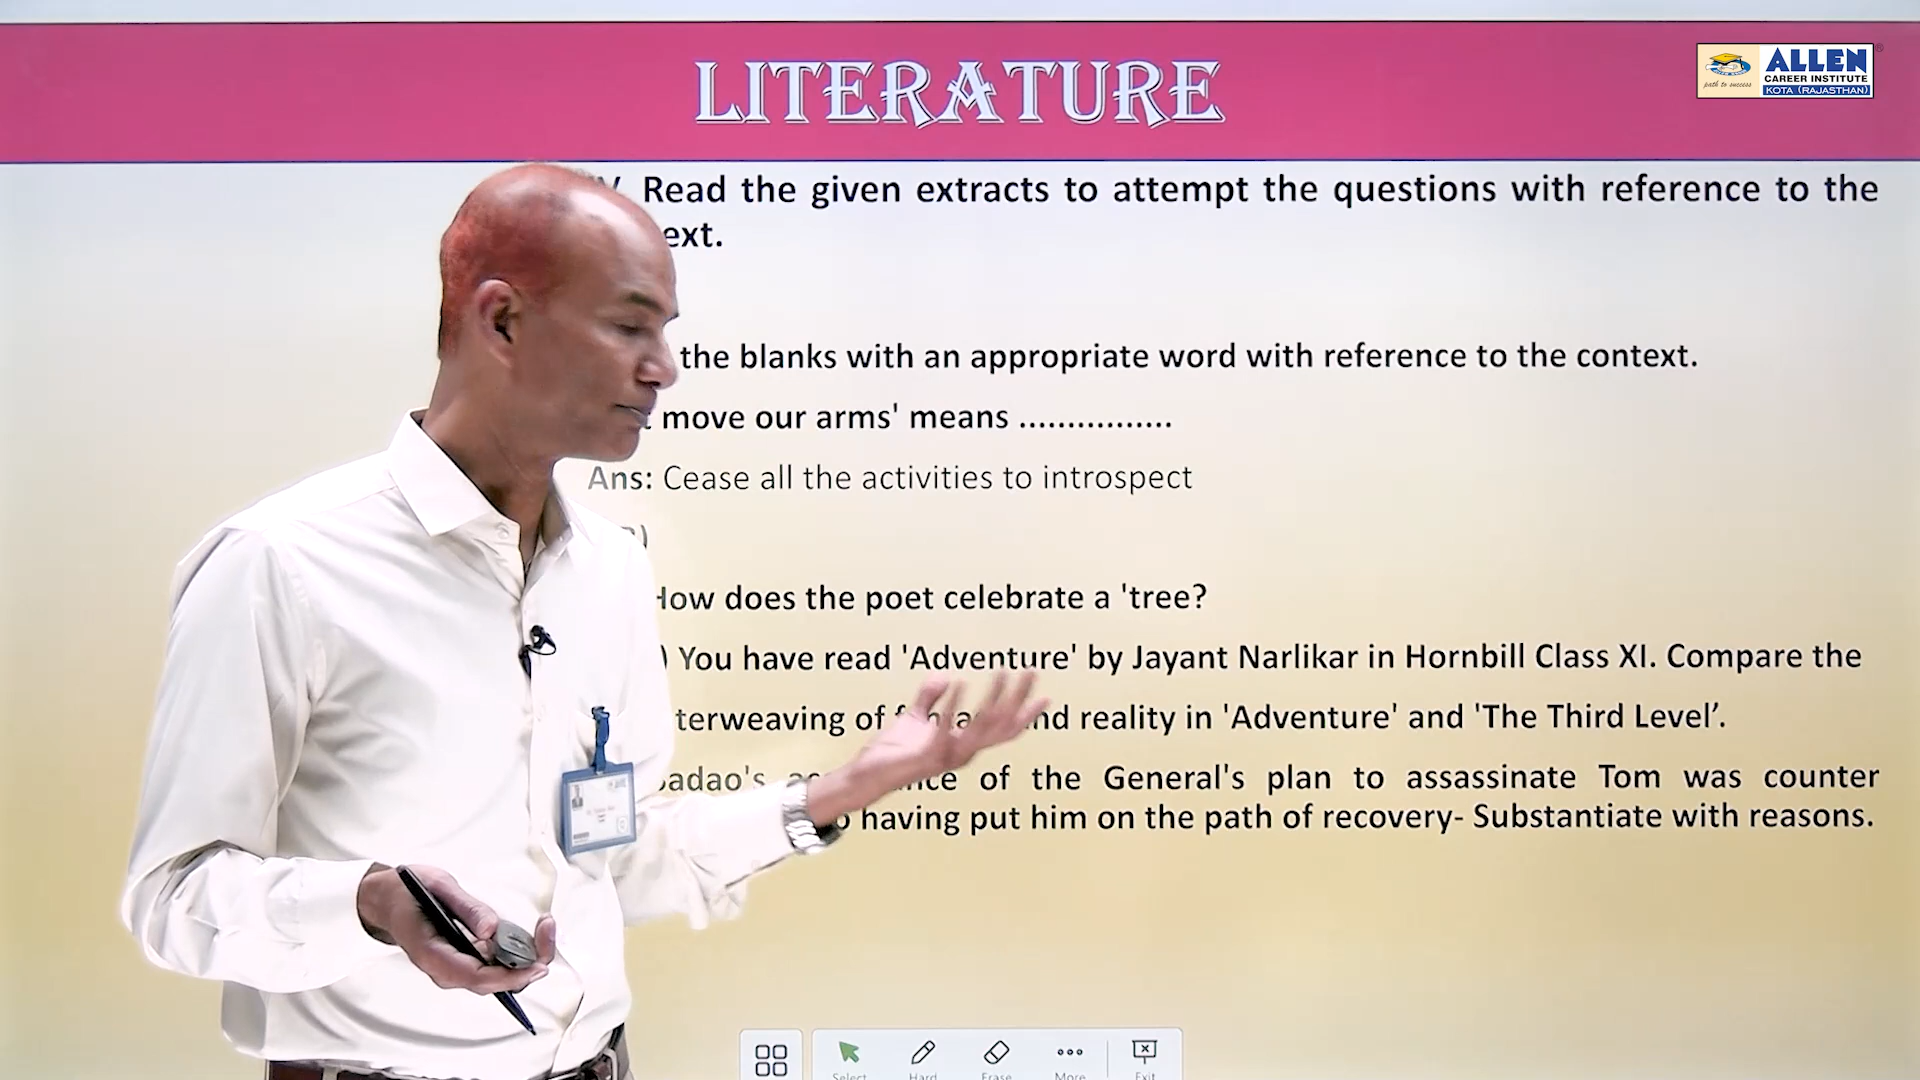 LITERATURE
ALLEN
CAREER INSTITUTE
KOTA (RAJASTHAN)
path to success
Read the given extracts to attempt the questions with reference to the
ext.
the blanks with an appropriate word with reference to the context.
move our arms' means ................
Ans: Cease all the activities to introspect
How does the poet celebrate a 'tree?
) You have read 'Adventure' by Jayant Narlikar in Hornbill Class XI. Compare the
terweaving of and reality in 'Adventure' and 'The Third Level’.
adao's of the General's plan to assassinate Tom was counter
having put him on the path of recovery- Substantiate with reasons.
Select
Hard
Erase
More
Exit